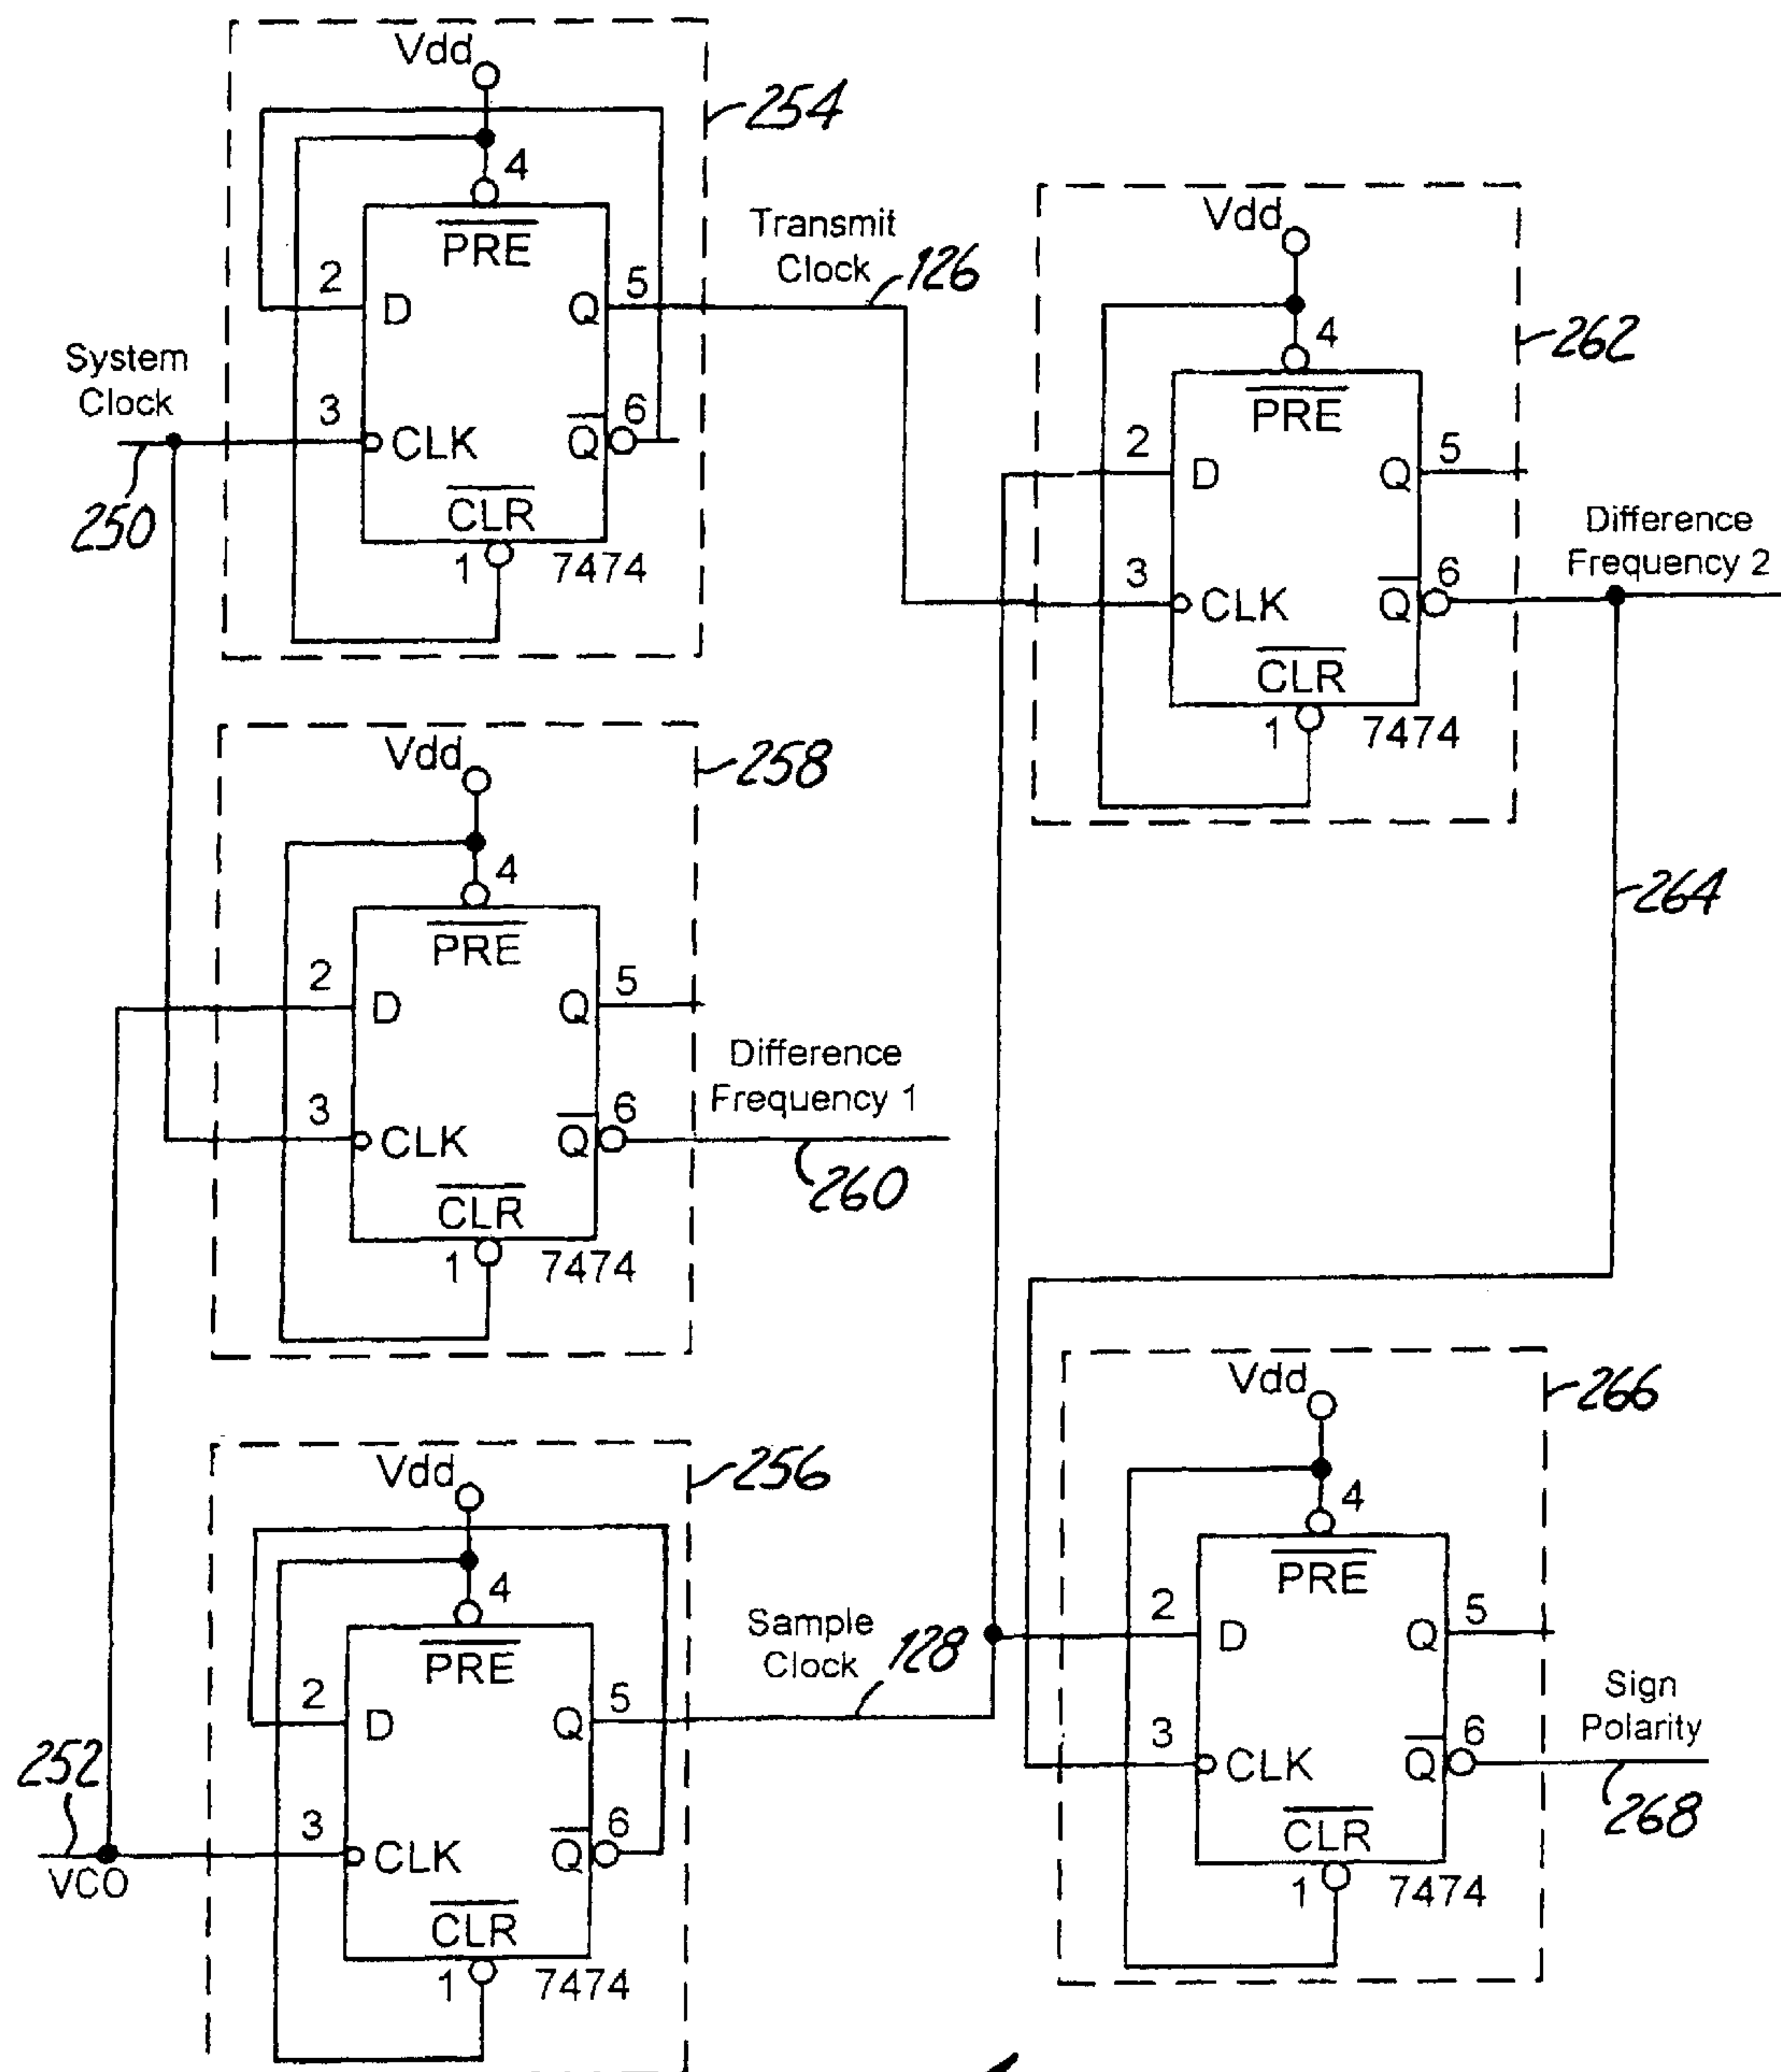 Vdd
254
4
PRE
2
D
Q
5
System
Clock
3
CLK
Q
6
250
CLR
1
7474
Transmit
Clock
126
Vdd
262
4
PRE
2
D
Q
5
3
CLK
Q
6
CLR
1
7474
Difference
Frequency 2
264
Vdd
258
4
PRE
2
D
Q
5
3
CLK
Q
6
CLR
1
7474
Difference
Frequency 1
260
Vdd
256
4
PRE
2
D
Q
5
252
VCO
3
CLK
Q
6
CLR
1
7474
Sample
Clock
128
Vdd
266
4
PRE
2
D
Q
5
3
CLK
Q
6
CLR
1
7474
Sign
Polarity
268